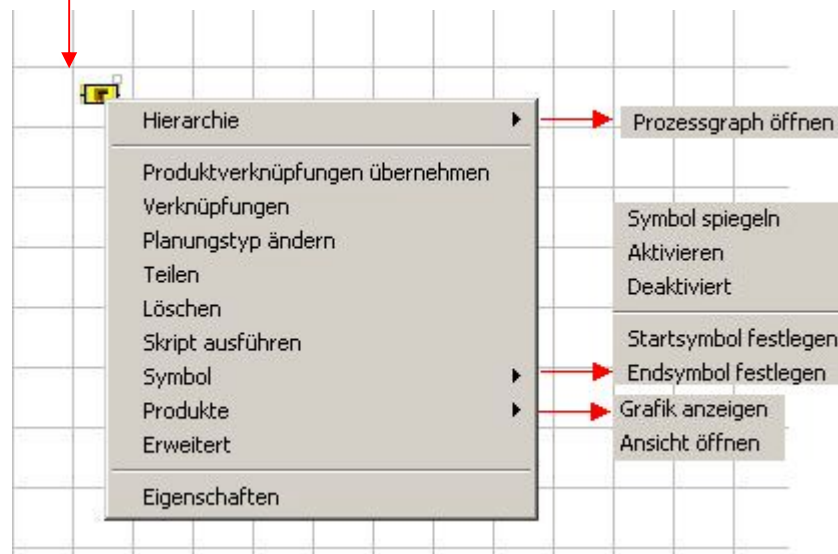 Hierarchie
Prozessgraph öffnen
Produktverknüpfungen übernehmen
Verknüpfungen
Planungstyp ändern
Teilen
Löschen
Skript ausführen
Symbol
Produkte
Erweitert
Eigenschaften
Symbol spiegeln
Aktivieren
Deaktiviert
Startsymbol festlegen
Endsymbol festlegen
Grafik anzeigen
Ansicht öffnen